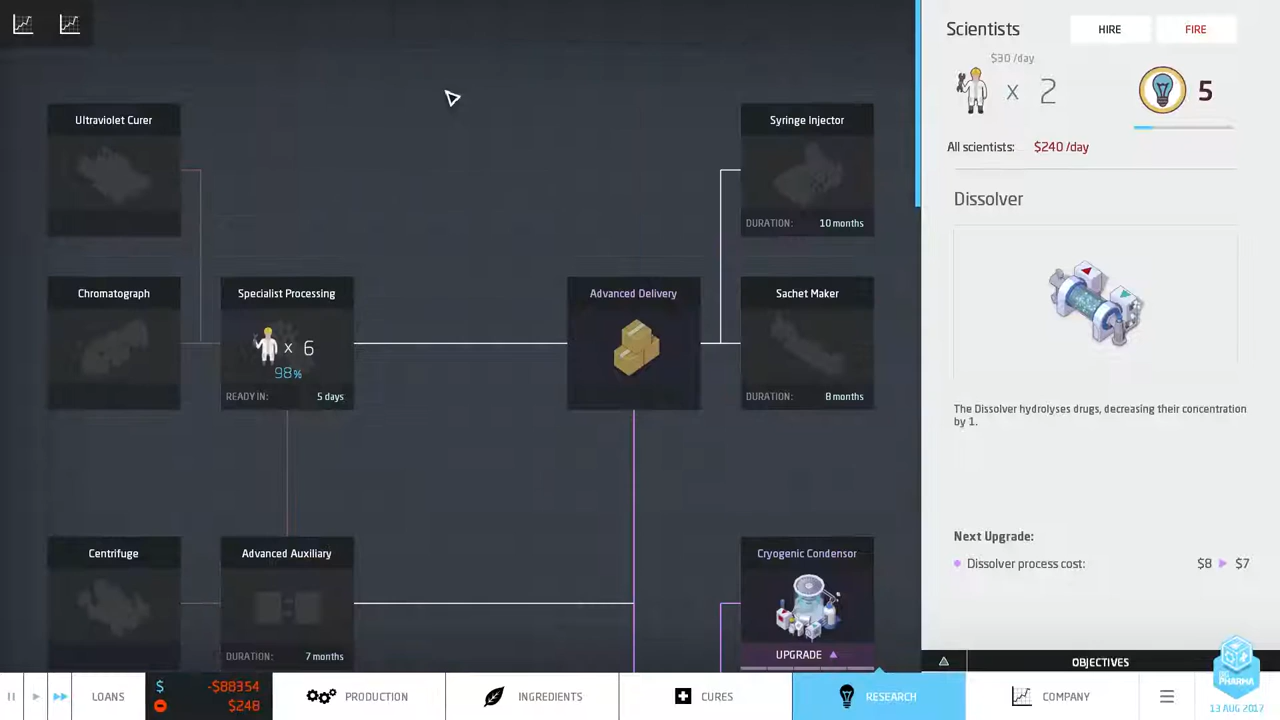 Scientists
HIRE
FIRE
$30 /day
X 2
5
All scientists: $240 /day
Dissolver
The Dissolver hydrolyses drugs, decreasing their concentration
by 1.
Next Upgrade:
Dissolver process cost: $8 $7
Ultraviolet Curer
Syringe Injector
DURATION: 10 months
Chromatograph
Specialist Processing
x 6
98%
READY IN: 5 days
Advanced Delivery
Sachet Maker
DURATION: 8 months
Centrifuge
Advanced Auxiliary
DURATION: 7 months
Cryogenic Condensor
UPGRADE
OBJECTIVES
LOANS
$ -$88354
$248
PRODUCTION
INGREDIENTS
CURES
RESEARCH
COMPANY
BIG PHARMA
13 AUG 2017